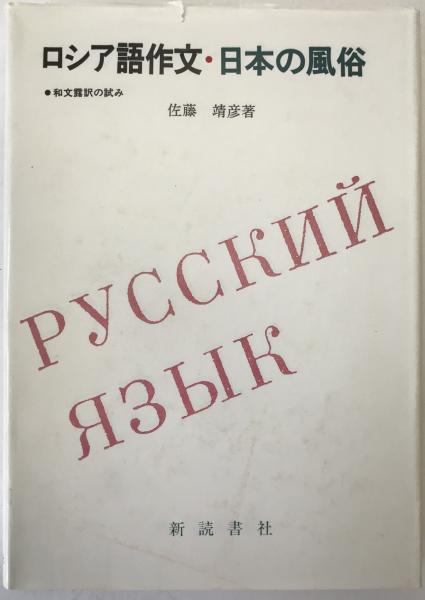 ロシア語作文・日本の風俗
●和文露訳の試み
佐藤 靖彦著
РУССКИЙ
ЯЗЫК
新読書社